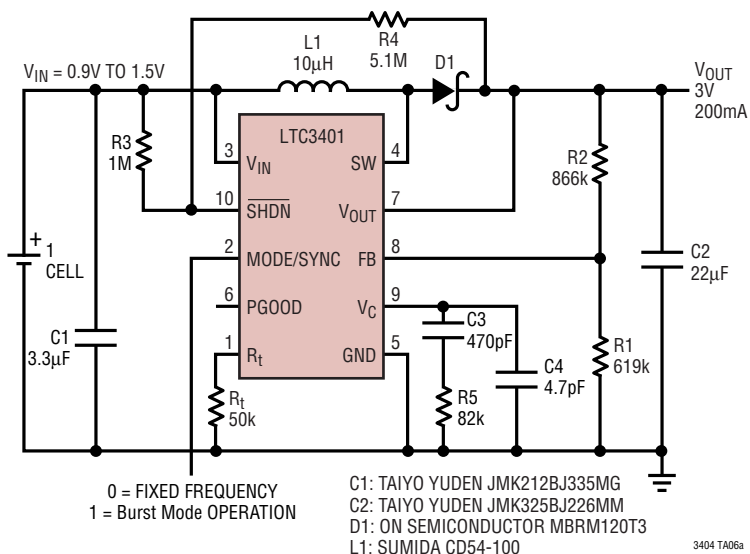 R4
5.1M
L1
10µH
D1
V_IN = 0.9V TO 1.5V
V_OUT
3V
200mA
R3
1M
LTC3401
3
V_IN
SW
4
R2
866k
10
SHDN
V_OUT
7
+
1
CELL
2
MODE/SYNC
FB
8
C2
22µF
6
PGOOD
V_C
9
C1
3.3µF
C3
470pF
1
R_t
GND
5
C4
4.7pF
R1
619k
R_t
50k
R5
82k
0 = FIXED FREQUENCY
1 = Burst Mode OPERATION
C1: TAIYO YUDEN JMK212BJ335MG
C2: TAIYO YUDEN JMK325BJ226MM
D1: ON SEMICONDUCTOR MBRM120T3
L1: SUMIDA CD54-100
3404 TA06a